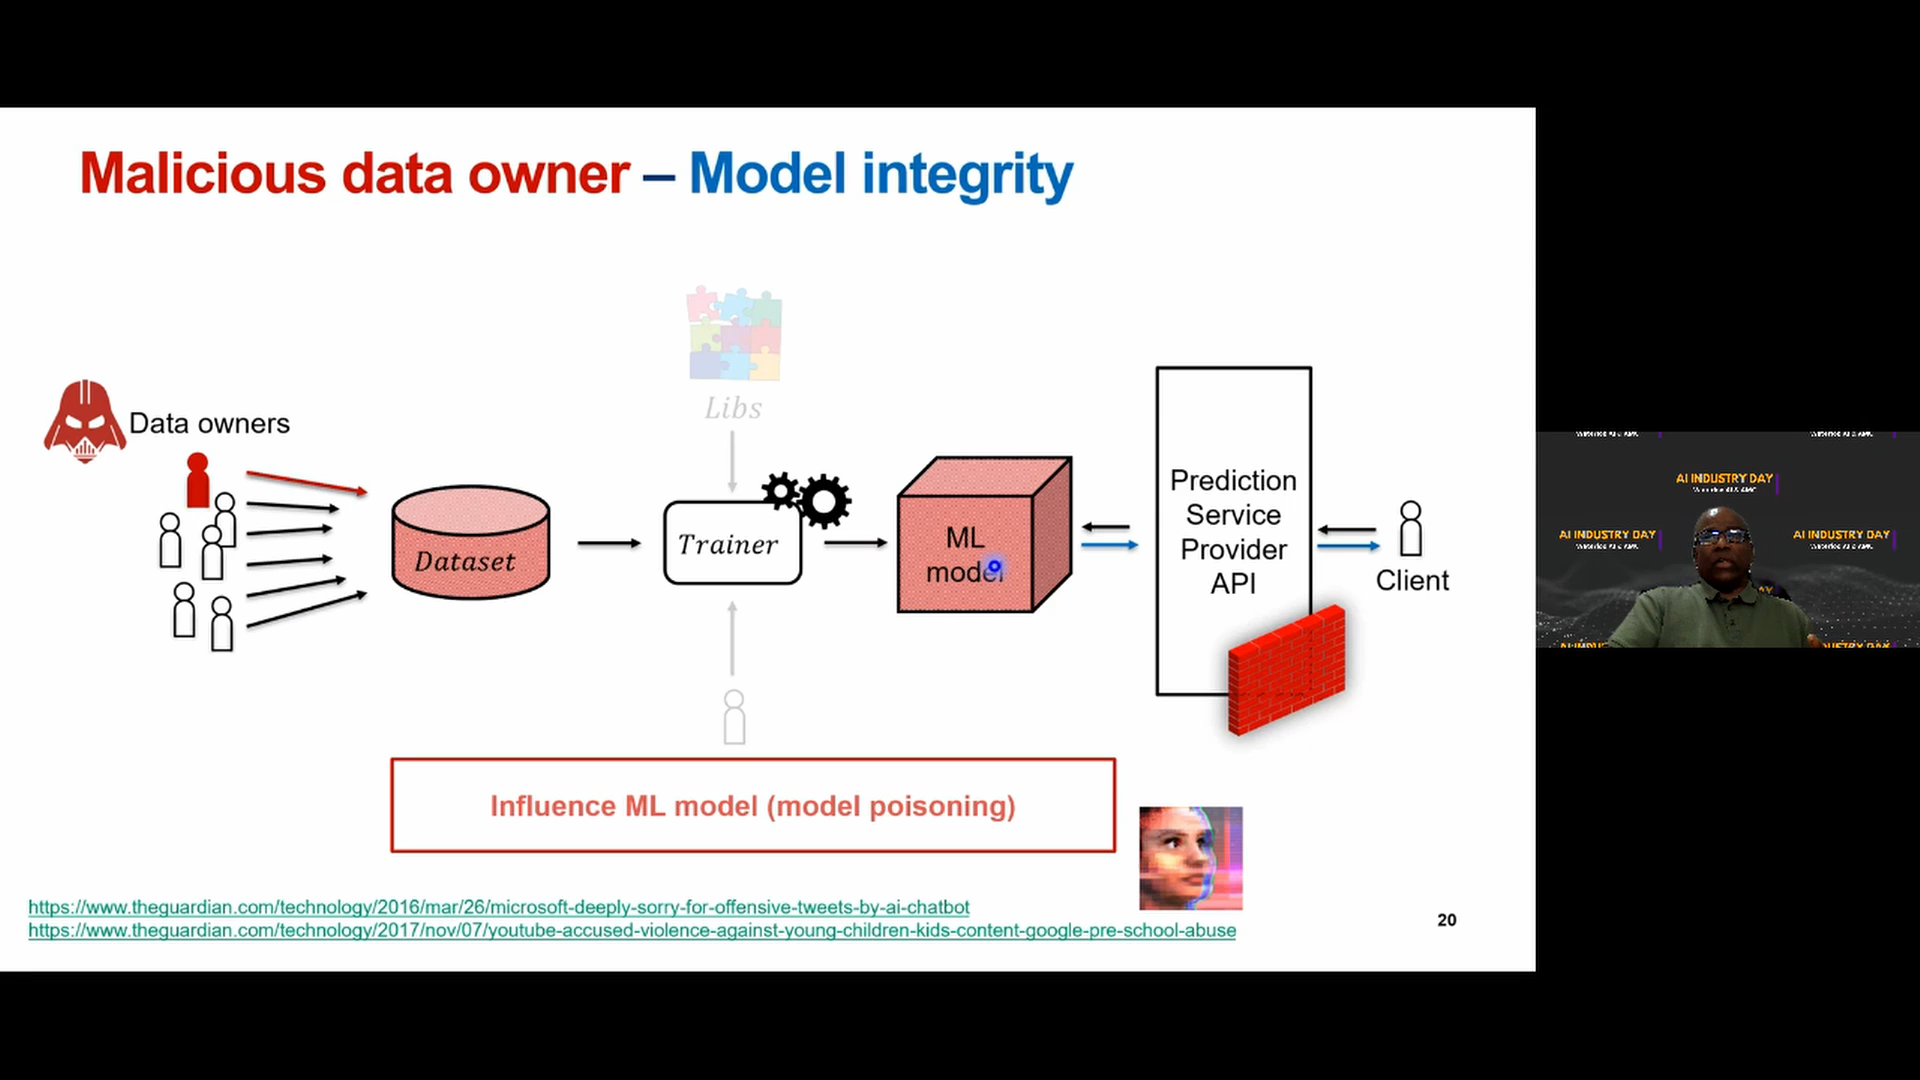 Malicious data owner – Model integrity
Libs
Data owners
Dataset
Trainer
ML
model
Prediction
Service
Provider
API
Client
Influence ML model (model poisoning)
https://www.theguardian.com/technology/2016/mar/26/microsoft-deeply-sorry-for-offensive-tweets-by-ai-chatbot
https://www.theguardian.com/technology/2017/nov/07/youtube-accused-violence-against-young-children-kids-content-google-pre-school-abuse
20
AI INDUSTRY DAY
AI INDUSTRY DAY
AI INDUSTRY DAY